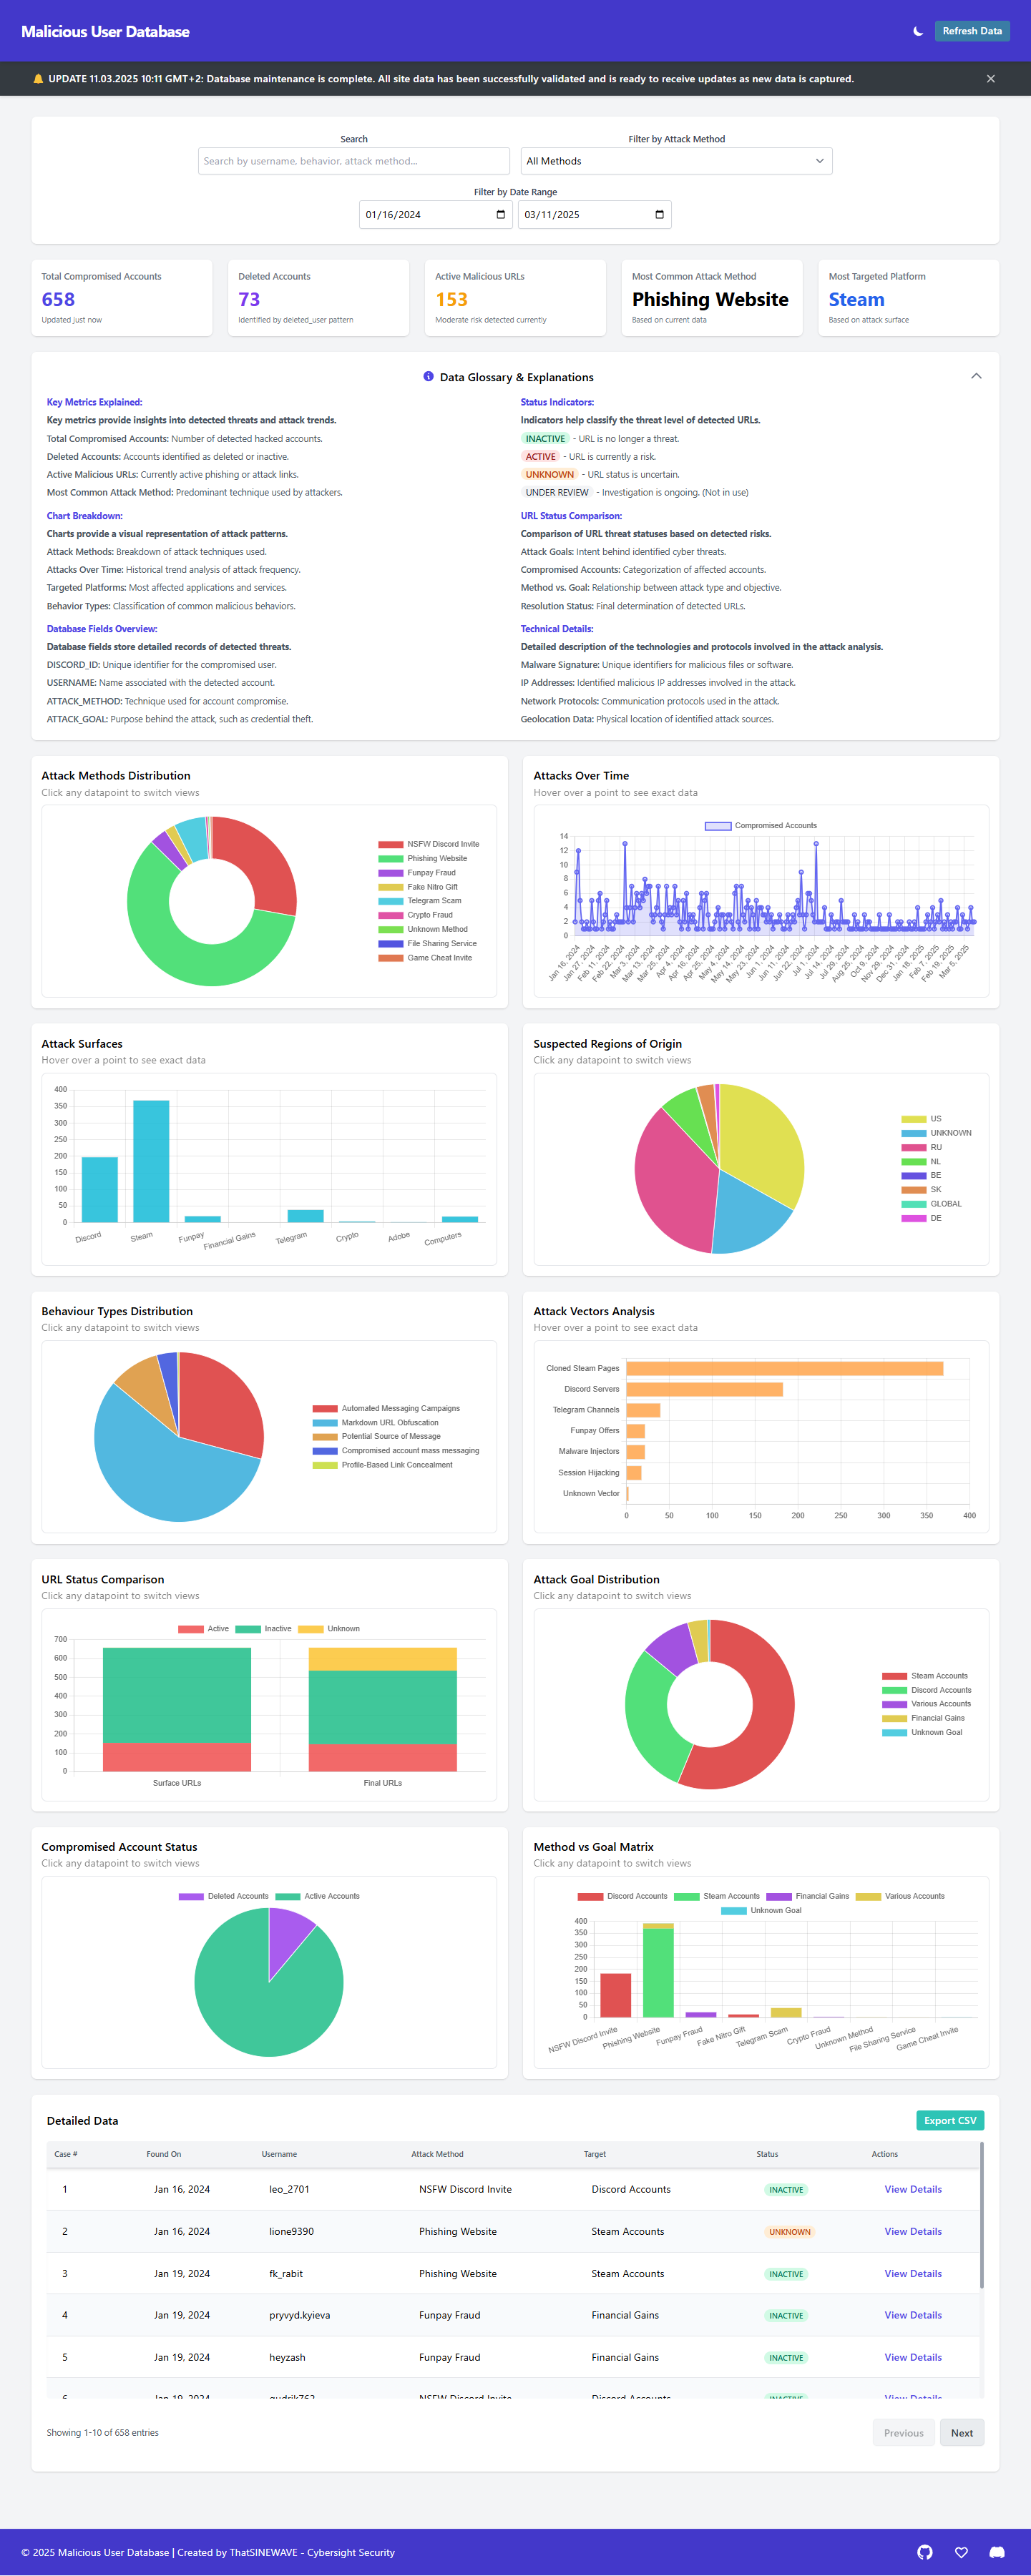 Malicious User Database
Refresh Data
UPDATE 11.03.2025 10:11 GMT+2: Database maintenance is complete. All site data has been successfully validated and is ready to receive updates as new data is captured.
Search
Filter by Attack Method
Search by username, behavior, attack method...
All Methods
Filter by Date Range
01/16/2024
03/11/2025
Total Compromised Accounts
658
Updated just now
Deleted Accounts
73
Identified by deleted_user pattern
Active Malicious URLs
153
Moderate risk detected currently
Most Common Attack Method
Phishing Website
Based on current data
Most Targeted Platform
Steam
Based on attack surface
Data Glossary & Explanations
Key Metrics Explained:
Key metrics provide insights into detected threats and attack trends.
Total Compromised Accounts: Number of detected hacked accounts.
Deleted Accounts: Accounts identified as deleted or inactive.
Active Malicious URLs: Currently active phishing or attack links.
Most Common Attack Method: Predominant technique used by attackers.
Status Indicators:
Indicators help classify the threat level of detected URLs.
INACTIVE - URL is no longer a threat.
ACTIVE - URL is currently a risk.
UNKNOWN - URL status is uncertain.
UNDER REVIEW - Investigation is ongoing. (Not in use)
Chart Breakdown:
Charts provide a visual representation of attack patterns.
Attack Methods: Breakdown of attack techniques used.
Attacks Over Time: Historical trend analysis of attack frequency.
Targeted Platforms: Most affected applications and services.
Behavior Types: Classification of common malicious behaviors.
URL Status Comparison:
Comparison of URL threat statuses based on detected risks.
Attack Goals: Intent behind identified cyber threats.
Compromised Accounts: Categorization of affected accounts.
Method vs. Goal: Relationship between attack type and objective.
Resolution Status: Final determination of detected URLs.
Database Fields Overview:
Database fields store detailed records of detected threats.
DISCORD_ID: Unique identifier for the compromised user.
USERNAME: Name associated with the detected account.
ATTACK_METHOD: Technique used for account compromise.
ATTACK_GOAL: Purpose behind the attack, such as credential theft.
Technical Details:
Detailed description of the technologies and protocols involved in the attack analysis.
Malware Signature: Unique identifiers for malicious files or software.
IP Addresses: Identified malicious IP addresses involved in the attack.
Network Protocols: Communication protocols used in the attack.
Geolocation Data: Physical location of identified attack sources.
Attack Methods Distribution
Click any datapoint to switch views
NSFW Discord Invite
Phishing Website
Funpay Fraud
Fake Nitro Gift
Telegram Scam
Crypto Fraud
Unknown Method
File Sharing Service
Game Cheat Invite
Attacks Over Time
Hover over a point to see exact data
Compromised Accounts
14
12
10
8
6
4
2
0
Jan 16, 2024
Jan 27, 2024
Feb 11, 2024
Feb 22, 2024
Mar 3, 2024
Mar 13, 2024
Mar 25, 2024
Apr 4, 2024
Apr 16, 2024
Apr 25, 2024
May 4, 2024
May 14, 2024
May 23, 2024
Jun 1, 2024
Jun 11, 2024
Jun 22, 2024
Jul 1, 2024
Jul 14, 2024
Jul 29, 2024
Aug 25, 2024
Oct 9, 2024
Nov 29, 2024
Dec 31, 2024
Jan 18, 2025
Feb 7, 2025
Feb 19, 2025
Mar 5, 2025
Attack Surfaces
Hover over a point to see exact data
400
350
300
250
200
150
100
50
0
Discord
Steam
Funpay
Financial Gains
Telegram
Crypto
Adobe
Computers
Suspected Regions of Origin
Click any datapoint to switch views
US
UNKNOWN
RU
NL
BE
SK
GLOBAL
DE
Behaviour Types Distribution
Click any datapoint to switch views
Automated Messaging Campaigns
Markdown URL Obfuscation
Potential Source of Message
Compromised account mass messaging
Profile-Based Link Concealment
Attack Vectors Analysis
Hover over a point to see exact data
Cloned Steam Pages
Discord Servers
Telegram Channels
Funpay Offers
Malware Injectors
Session Hijacking
Unknown Vector
0 50 100 150 200 250 300 350 400
URL Status Comparison
Click any datapoint to switch views
Active Inactive Unknown
700
600
500
400
300
200
100
0
Surface URLs
Final URLs
Attack Goal Distribution
Click any datapoint to switch views
Steam Accounts
Discord Accounts
Various Accounts
Financial Gains
Unknown Goal
Compromised Account Status
Click any datapoint to switch views
Deleted Accounts Active Accounts
Method vs Goal Matrix
Click any datapoint to switch views
Discord Accounts Steam Accounts Financial Gains Various Accounts
Unknown Goal
400
350
300
250
200
150
100
50
0
NSFW Discord Invite
Phishing Website
Funpay Fraud
Fake Nitro Gift
Telegram Scam
Crypto Fraud
Unknown Method
File Sharing Service
Game Cheat Invite
Detailed Data
Export CSV
Case # Found On Username Attack Method Target Status Actions
1 Jan 16, 2024 leo_2701 NSFW Discord Invite Discord Accounts INACTIVE View Details
2 Jan 16, 2024 lione9390 Phishing Website Steam Accounts UNKNOWN View Details
3 Jan 19, 2024 fk_rabit Phishing Website Steam Accounts INACTIVE View Details
4 Jan 19, 2024 pryvyd.kyieva Funpay Fraud Financial Gains INACTIVE View Details
5 Jan 19, 2024 heyzash Funpay Fraud Financial Gains INACTIVE View Details
Showing 1-10 of 658 entries
Previous
Next
© 2025 Malicious User Database | Created by ThatSINEWAVE - Cybersight Security